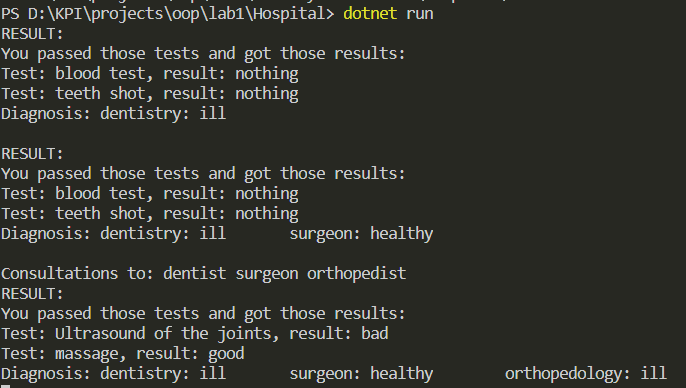 PS D:\KPI\projects\oop\lab1\Hospital> dotnet run
RESULT:
You passed those tests and got those results:
Test: blood test, result: nothing
Test: teeth shot, result: nothing
Diagnosis: dentistry: ill
RESULT:
You passed those tests and got those results:
Test: blood test, result: nothing
Test: teeth shot, result: nothing
Diagnosis: dentistry: ill surgeon: healthy
Consultations to: dentist surgeon orthopedist
RESULT:
You passed those tests and got those results:
Test: Ultrasound of the joints, result: bad
Test: massage, result: good
Diagnosis: dentistry: ill surgeon: healthy orthopedology: ill